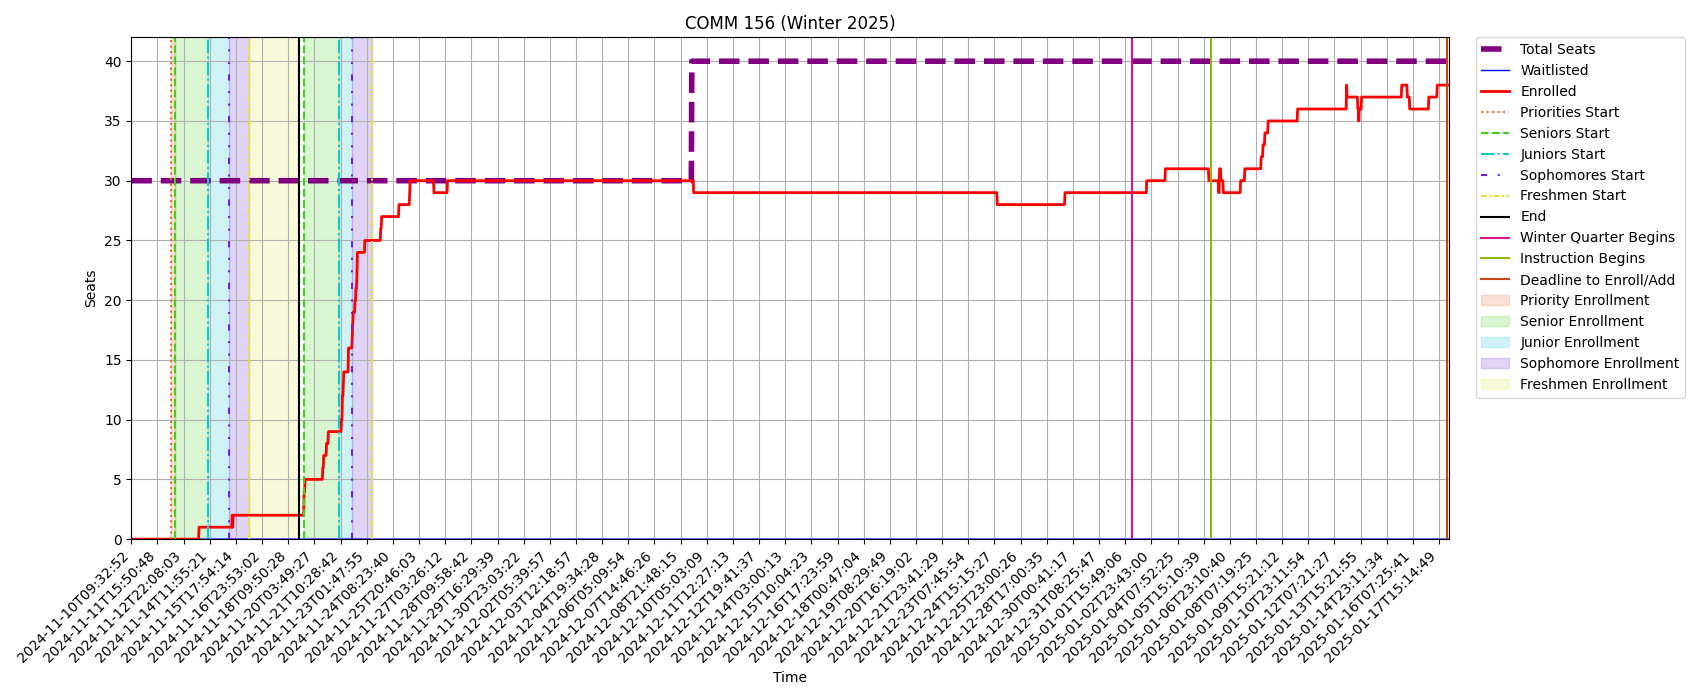 COMM 156 (Winter 2025)
Seats
40
35
30
25
20
15
10
5
0
2024-11-10T09:32:52
2024-11-11T15:50:48
2024-11-12T22:08:03
2024-11-14T11:55:21
2024-11-15T17:54:14
2024-11-16T23:53:02
2024-11-18T09:50:28
2024-11-20T03:49:27
2024-11-21T10:28:42
2024-11-23T01:47:55
2024-11-24T08:23:40
2024-11-25T20:46:03
2024-11-27T03:26:12
2024-11-28T09:58:42
2024-11-29T16:29:39
2024-11-30T23:03:22
2024-12-02T05:39:57
2024-12-03T12:18:57
2024-12-04T19:34:28
2024-12-06T05:09:54
2024-12-07T14:46:26
2024-12-08T21:48:15
2024-12-10T05:03:09
2024-12-11T12:27:13
2024-12-12T19:41:37
2024-12-14T03:00:13
2024-12-15T10:04:23
2024-12-16T17:23:59
2024-12-18T00:47:04
2024-12-19T08:29:49
2024-12-20T16:19:02
2024-12-21T23:41:29
2024-12-23T07:45:54
2024-12-24T15:15:27
2024-12-25T23:00:26
2024-12-28T17:00:35
2024-12-30T00:41:17
2024-12-31T08:25:47
2025-01-01T15:49:06
2025-01-02T23:43:00
2025-01-04T07:52:25
2025-01-05T15:10:39
2025-01-06T23:10:40
2025-01-08T07:19:25
2025-01-09T15:21:12
2025-01-10T23:11:54
2025-01-12T07:21:27
2025-01-13T15:21:55
2025-01-14T23:11:34
2025-01-16T07:25:41
2025-01-17T15:14:49
Time
Total Seats
Waitlisted
Enrolled
Priorities Start
Seniors Start
Juniors Start
Sophomores Start
Freshmen Start
End
Winter Quarter Begins
Instruction Begins
Deadline to Enroll/Add
Priority Enrollment
Senior Enrollment
Junior Enrollment
Sophomore Enrollment
Freshmen Enrollment